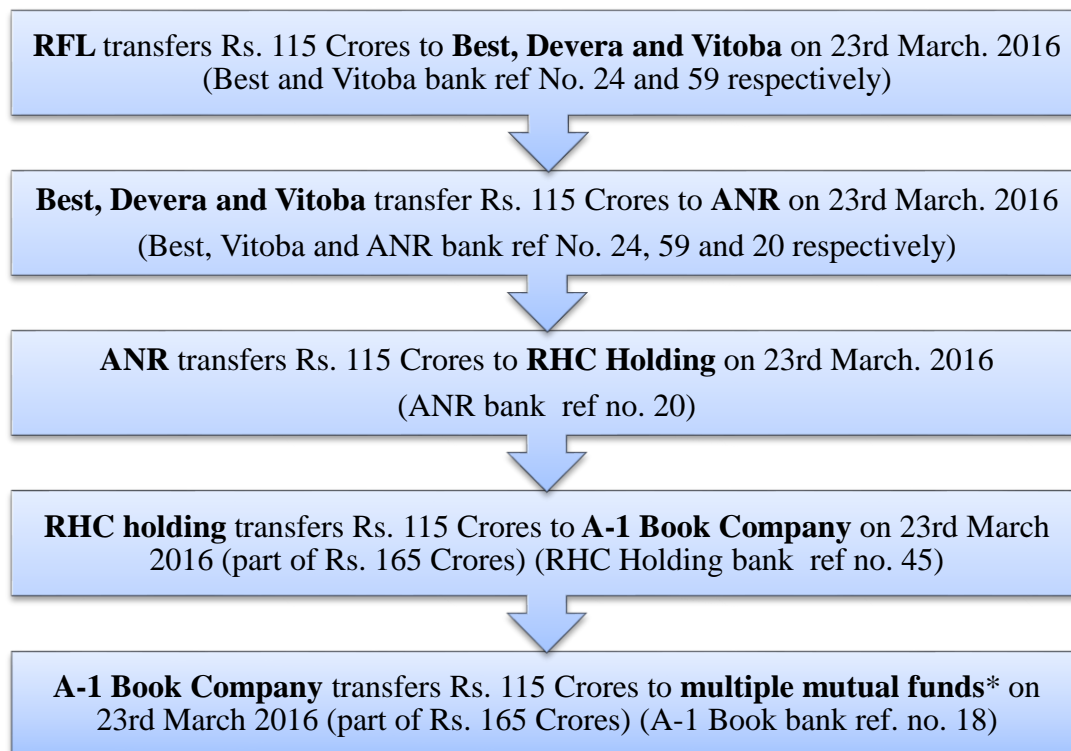 RFL transfers Rs. 115 Crores to Best, Devera and Vitoba on 23rd March. 2016
(Best and Vitoba bank ref No. 24 and 59 respectively)
Best, Devera and Vitoba transfer Rs. 115 Crores to ANR on 23rd March. 2016
(Best, Vitoba and ANR bank ref No. 24, 59 and 20 respectively)
ANR transfers Rs. 115 Crores to RHC Holding on 23rd March. 2016
(ANR bank ref no. 20)
RHC holding transfers Rs. 115 Crores to A-1 Book Company on 23rd March
2016 (part of Rs. 165 Crores) (RHC Holding bank ref no. 45)
A-1 Book Company transfers Rs. 115 Crores to multiple mutual funds* on
23rd March 2016 (part of Rs. 165 Crores) (A-1 Book bank ref. no. 18)